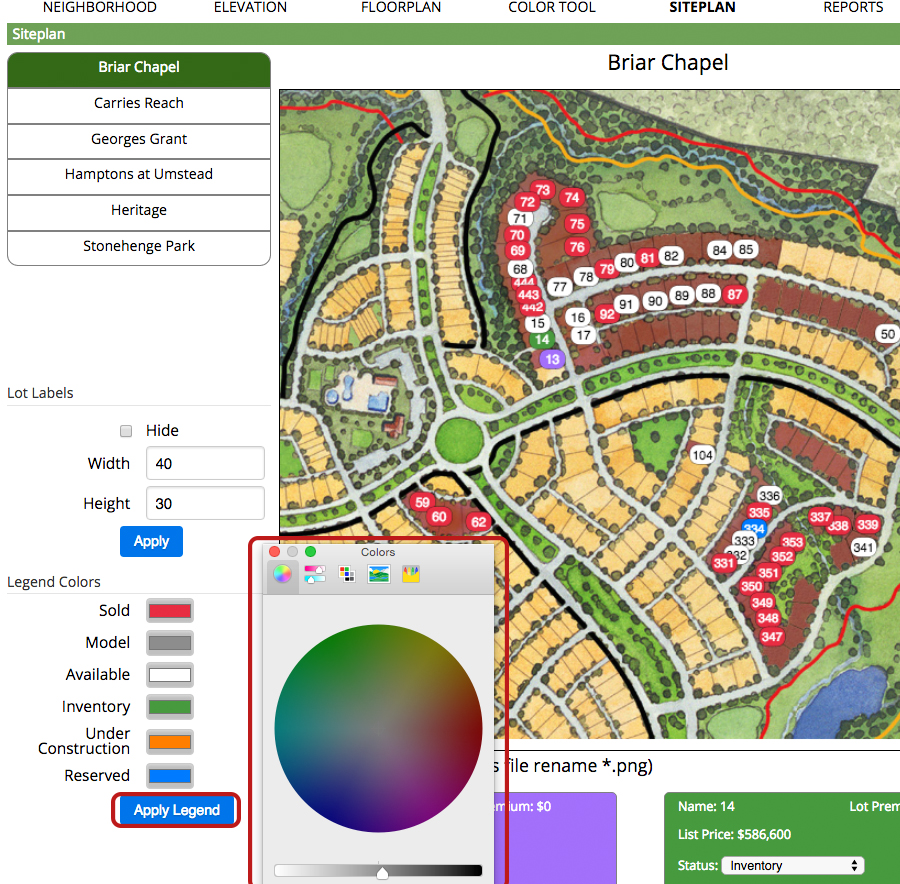 NEIGHBORHOOD ELEVATION FLOORPLAN COLOR TOOL SITEPLAN REPORTS
Siteplan
Briar Chapel
Carries Reach
Georges Grant
Hamptons at Umstead
Heritage
Stonehenge Park
Lot Labels
Hide
Width 40
Height 30
Apply
Legend Colors
Sold
Model
Available
Inventory
Under
Construction
Reserved
Apply Legend
Briar Chapel
73
72 74
71 75
70
69 76
68 79 80 81 82 84 85
444 77 78
443
442 92 91 90 89 88 87
15 16
14 17 50
13
104
59 60 62
336
335 337 338 339
334
333 353 341
332 352
331 351
350
349
348
347
Colors
s file rename *.png)
emium: $0
Name: 14 Lot Prem
List Price: $586,600
Status: Inventory